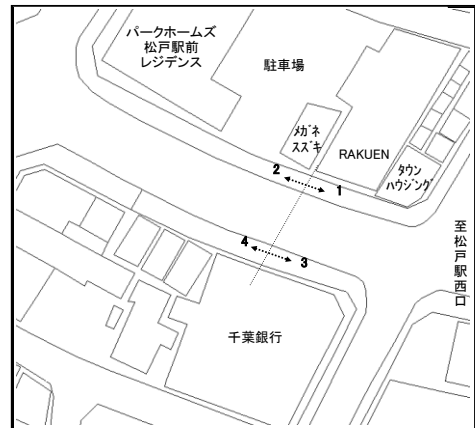 パークホームズ
松戸駅前
レジデンス
駐車場
メガネ
スズキ
RAKUEN
タウン
ハウジング
2
1
4
3
至松戸駅西口
千葉銀行